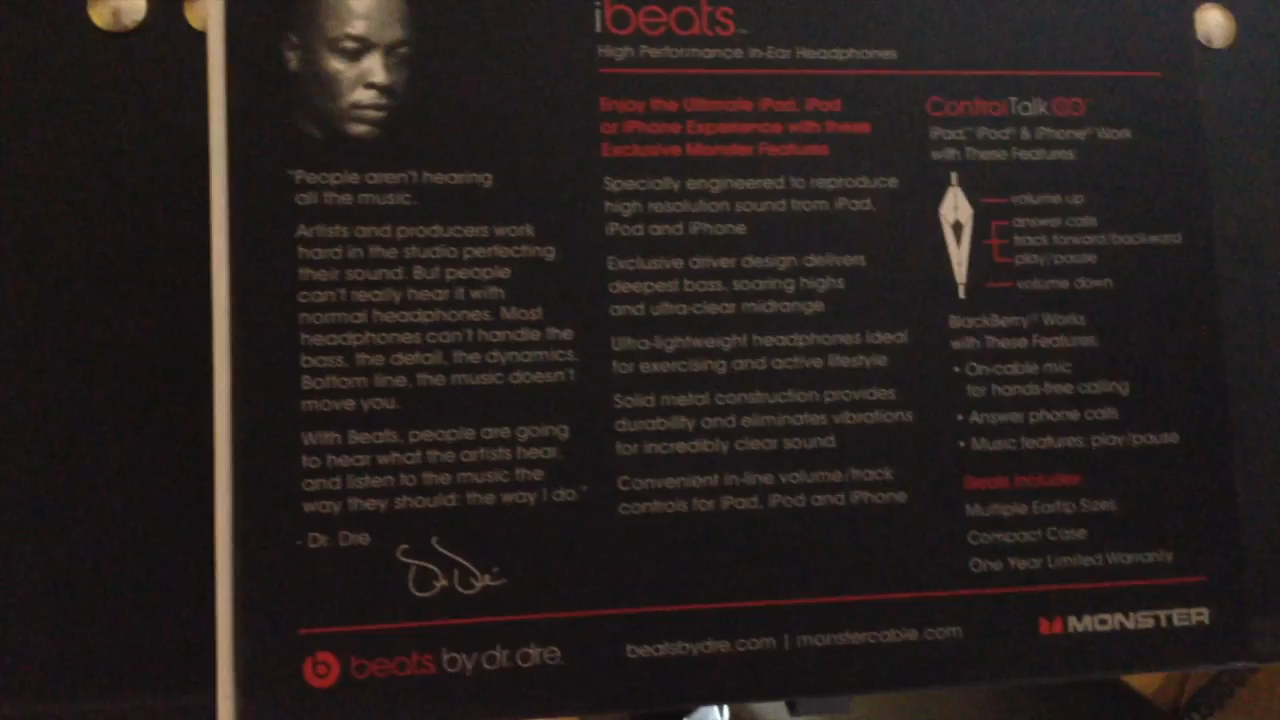 "People aren't hearing
all the music.
Artists and producers work
hard in the studio perfecting
their sound. But people
can't really hear it with
normal headphones. Most
headphones can't handle the
bass, the detail, the dynamics.
Bottom line, the music doesn't
move you.
With Beats, people are going
to hear what the artists hear,
and listen to the music the
way they should: the way I do."
- Dr. Dre
ibeats™
High Performance In-Ear Headphones
Enjoy the Ultimate iPad, iPod
or iPhone Experience with these
Exclusive Monster Features
Specially engineered to reproduce
high resolution sound from iPad,
iPod and iPhone
Exclusive driver design delivers
deepest bass, soaring highs
and ultra-clear midrange
Ultra-lightweight headphones ideal
for exercising and active lifestyle
Solid metal construction provides
durability and eliminates vibrations
for incredibly clear sound
Convenient in-line volume/track
controls for iPad, iPod and iPhone
ControlTalk
iPad,™ iPod® & iPhone® Work
with These Features:
volume up
answer calls
track forward/backward
play/pause
volume down
BlackBerry® Works
with These Features:
• On-cable mic
for hands-free calling
• Answer phone calls
• Music features: play/pause
Beats Includes:
Multiple Eartip Sizes
Compact Case
One Year Limited Warranty
b beats by dr. dre.
beatsbydre.com | monstercable.com
MONSTER